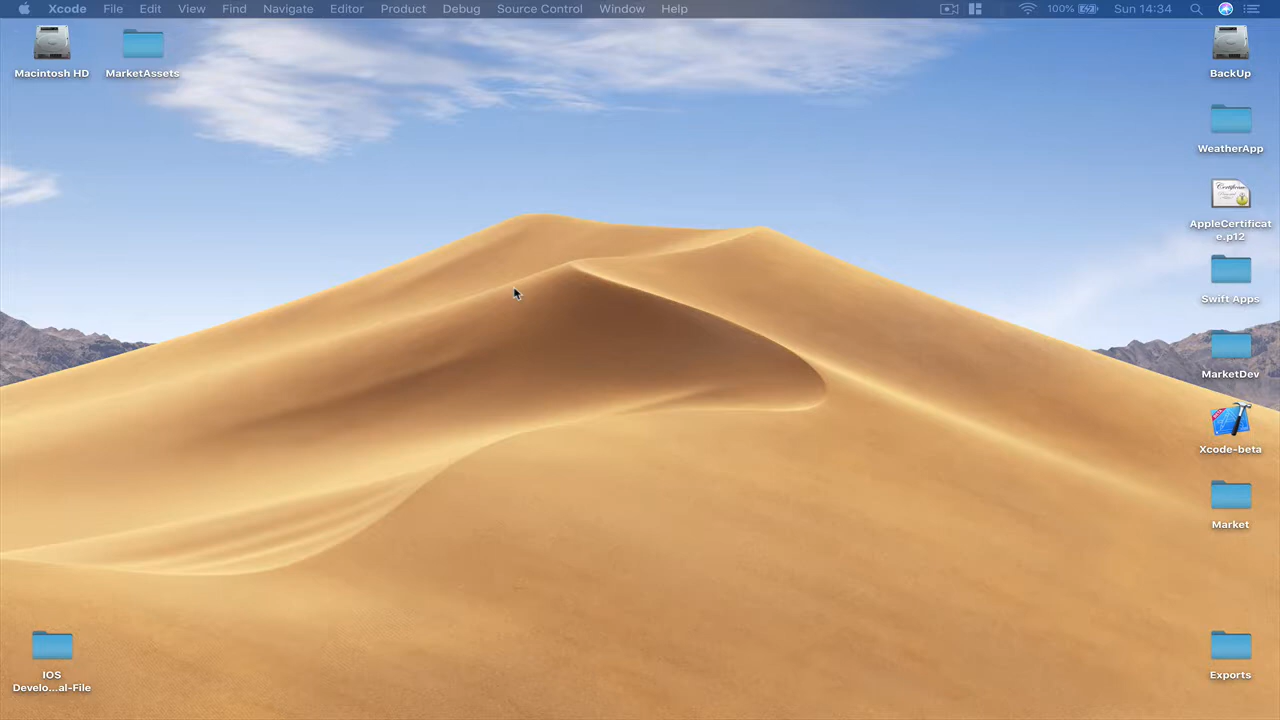 Xcode File Edit View Find Navigate Editor Product Debug Source Control Window Help 100% Sun 14:34
Macintosh HD
MarketAssets
BackUp
WeatherApp
AppleCertificat
e.p12
Swift Apps
MarketDev
Xcode-beta
Market
IOS
Develo...al-File
Exports